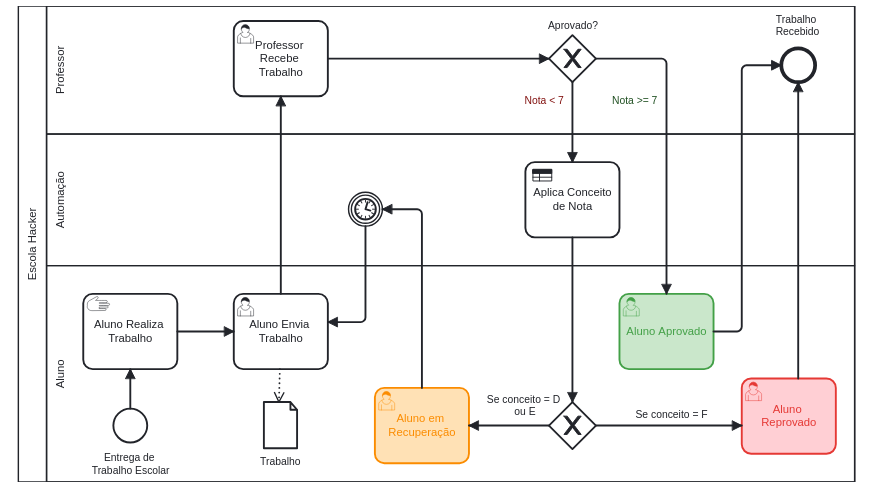 Escola Hacker
Professor
Professor
Recebe
Trabalho
Aprovado?
Nota < 7
Nota >= 7
Trabalho
Recebido
Automação
Aplica Conceito
de Nota
Aluno
Aluno Realiza
Trabalho
Aluno Envia
Trabalho
Entrega de
Trabalho Escolar
Trabalho
Aluno em
Recuperação
Se conceito = D
ou E
Se conceito = F
Aluno Aprovado
Aluno
Reprovado